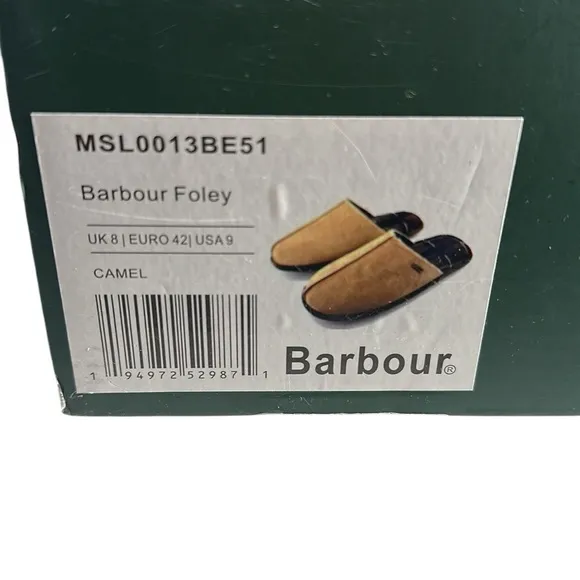 MSL0013BE51
Barbour Foley
UK 8 | EURO 42| USA 9
CAMEL
1 94972 52987 1
Barbour®